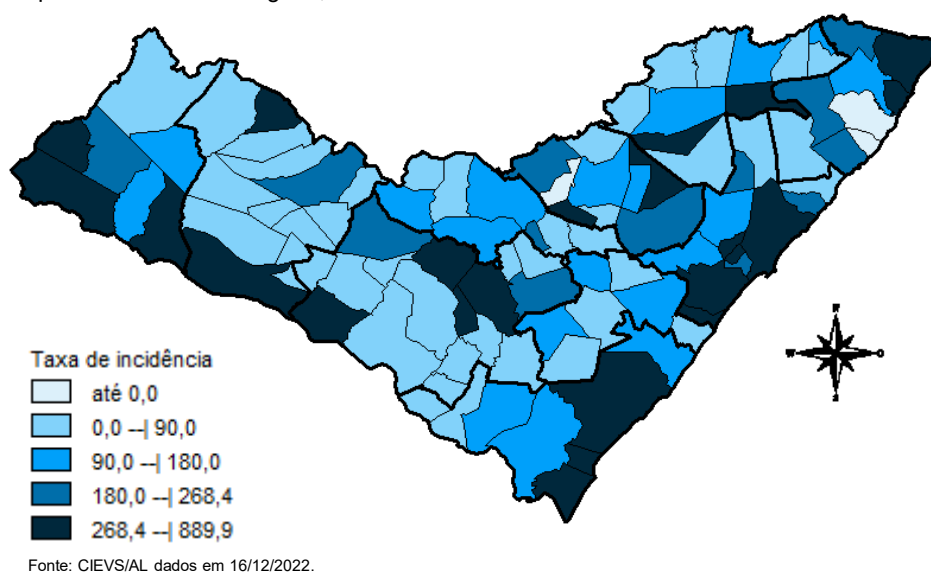 Taxa de incidência
até 0,0
0,0 --| 90,0
90,0 --| 180,0
180,0 --| 268,4
268,4 --| 889,9
Fonte: CIEVS/AL dados em 16/12/2022.